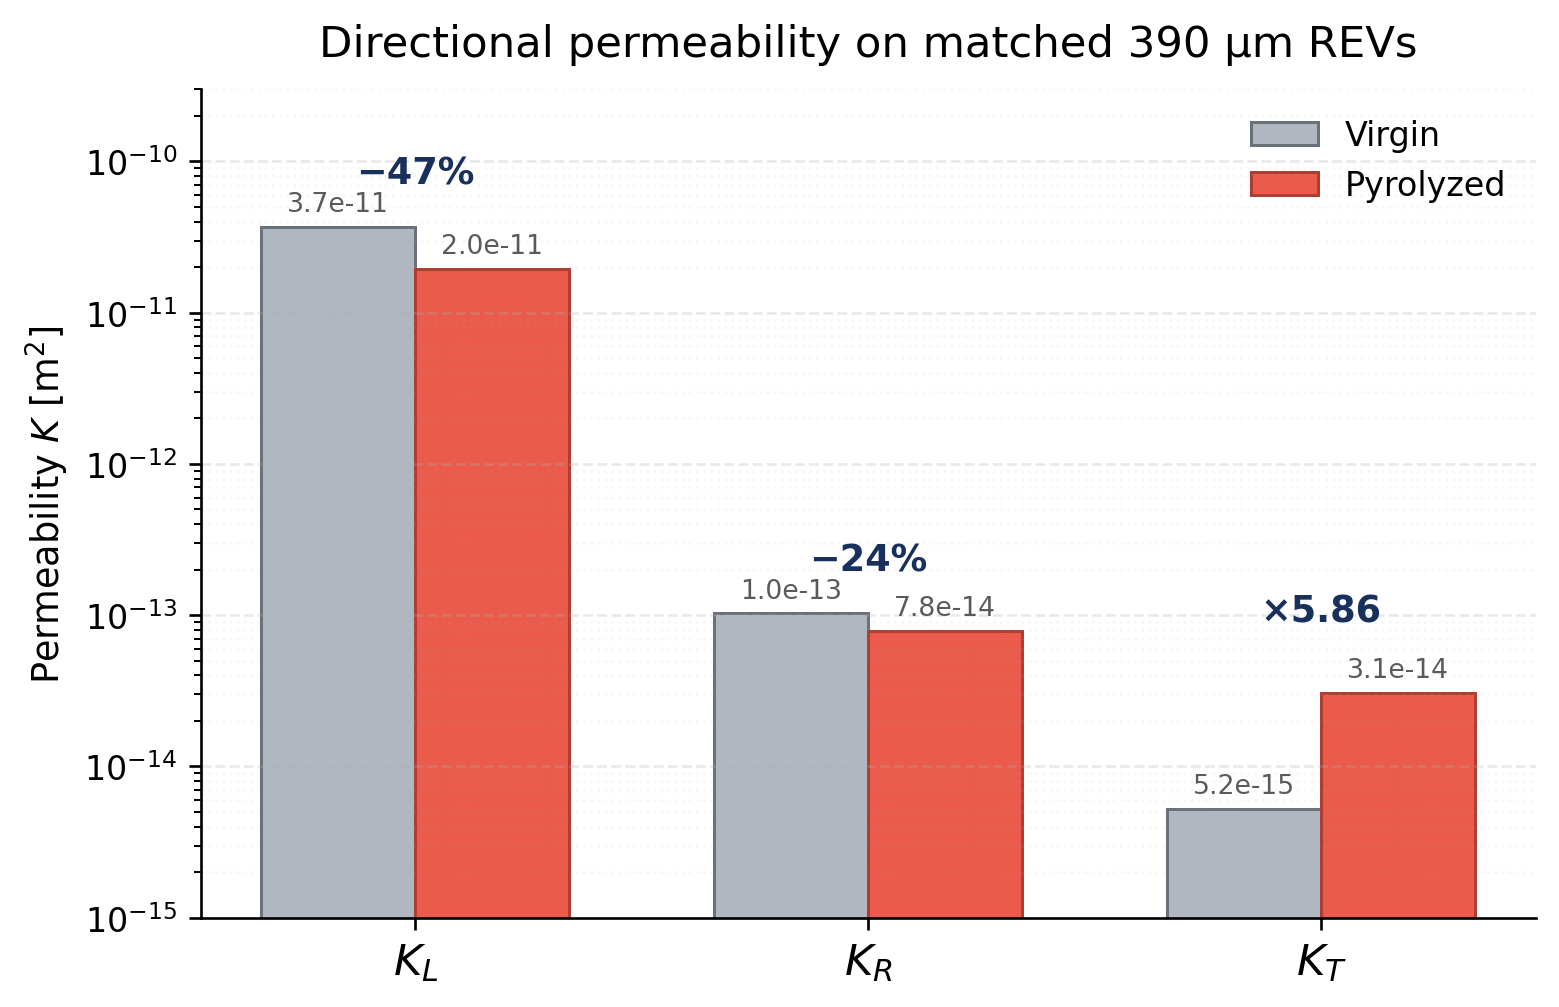 Directional permeability on matched 390 µm REVs
Virgin
Pyrolyzed
Permeability K [m²]
10⁻¹⁰
10⁻¹¹
10⁻¹²
10⁻¹³
10⁻¹⁴
10⁻¹⁵
−47%
3.7e-11
2.0e-11
−24%
1.0e-13
7.8e-14
×5.86
3.1e-14
5.2e-15
K_L
K_R
K_T